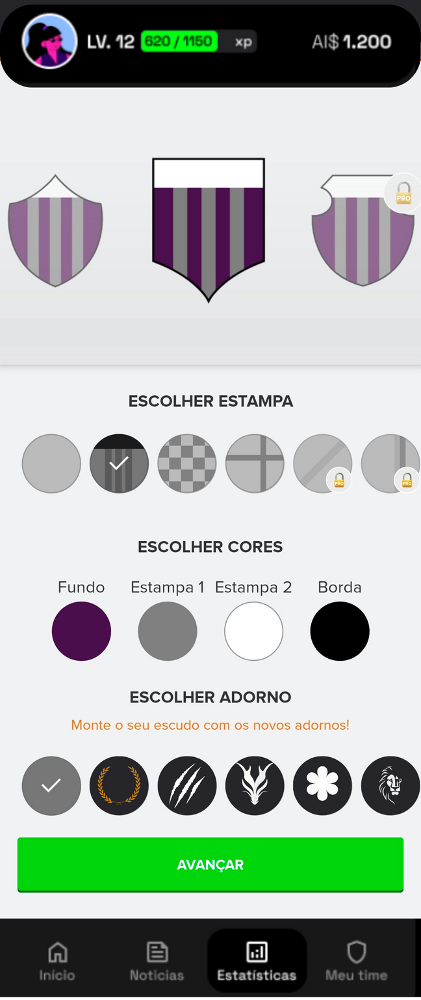 LV. 12 620 / 1150 xp AI$ 1.200
PRO
ESCOLHER ESTAMPA
PRO PRO
ESCOLHER CORES
Fundo Estampa 1 Estampa 2 Borda
ESCOLHER ADORNO
Monte o seu escudo com os novos adornos!
AVANÇAR
Início Noticias Estatísticas Meu time